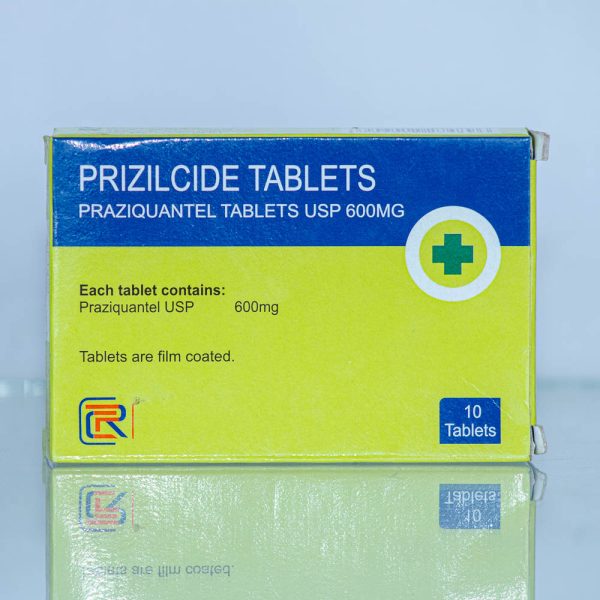 PRIZILCIDE TABLETS
PRAZIQUANTEL TABLETS USP 600MG
Each tablet contains:
Praziquantel USP 600mg
Tablets are film coated.
10
Tablets